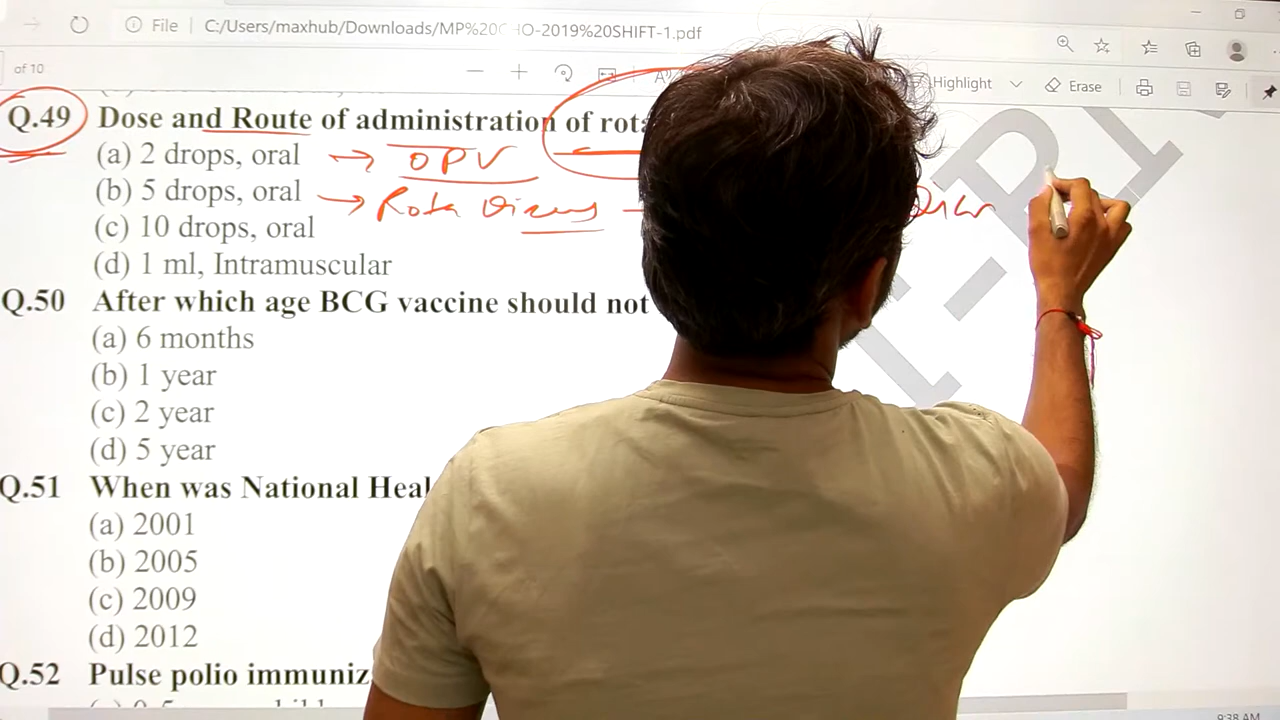 File C:/Users/maxhub/Downloads/MP%20 HO-2019%20SHIFT-1.pdf
of 10
Highlight Erase
Q.49 Dose and Route of administration of rota
(a) 2 drops, oral → OPV
(b) 5 drops, oral → Rota Virus
(c) 10 drops, oral
(d) 1 ml, Intramuscular
Q.50 After which age BCG vaccine should not
(a) 6 months
(b) 1 year
(c) 2 year
(d) 5 year
Q.51 When was National Heal
(a) 2001
(b) 2005
(c) 2009
(d) 2012
Q.52 Pulse polio immuniz
9:38 AM